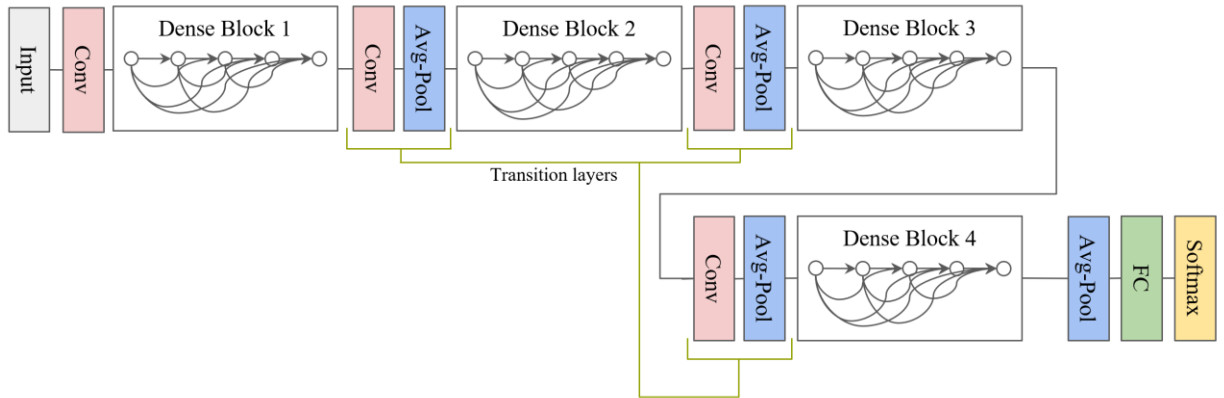 Input
Conv
Dense Block 1
Conv
Avg-Pool
Dense Block 2
Conv
Avg-Pool
Dense Block 3
Transition layers
Conv
Avg-Pool
Dense Block 4
Avg-Pool
FC
Softmax